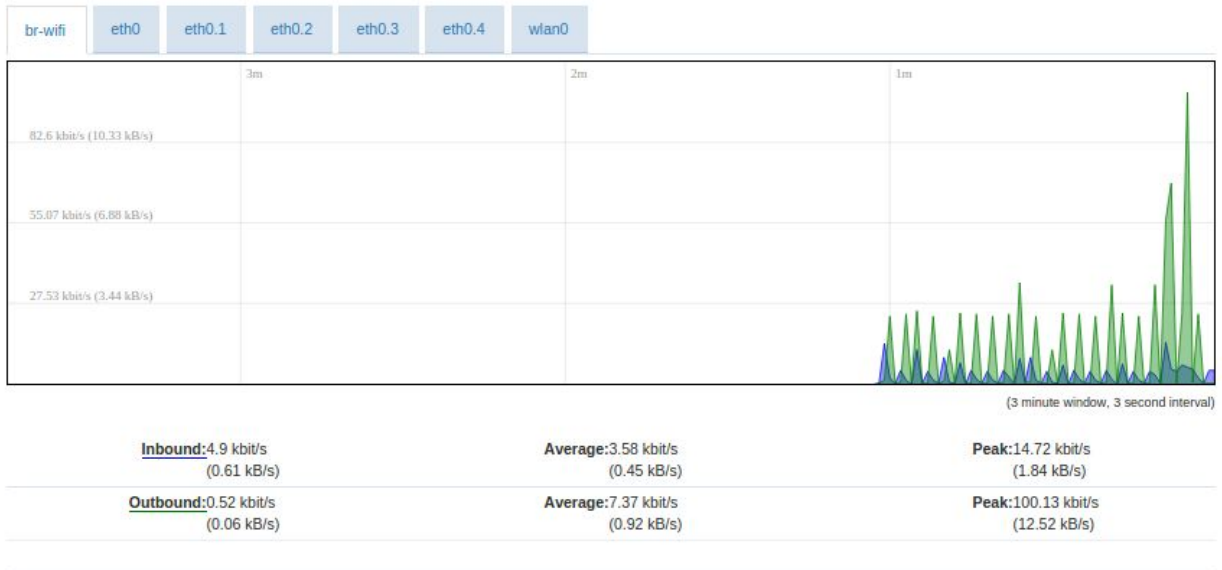 br-wifi eth0 eth0.1 eth0.2 eth0.3 eth0.4 wlan0
3m 2m 1m
82.6 kbit/s (10.33 kB/s)
55.07 kbit/s (6.88 kB/s)
27.53 kbit/s (3.44 kB/s)
(3 minute window, 3 second interval)
Inbound:4.9 kbit/s Average:3.58 kbit/s Peak:14.72 kbit/s
(0.61 kB/s) (0.45 kB/s) (1.84 kB/s)
Outbound:0.52 kbit/s Average:7.37 kbit/s Peak:100.13 kbit/s
(0.06 kB/s) (0.92 kB/s) (12.52 kB/s)